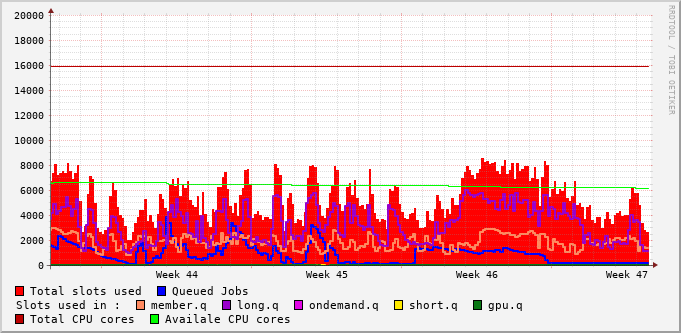 RRDTOOL / TOBI OETIKER
20000
18000
16000
14000
12000
10000
8000
6000
4000
2000
0
Week 44 Week 45 Week 46 Week 47
Total slots used Queued Jobs
Slots used in : member.q long.q ondemand.q short.q gpu.q
Total CPU cores Availale CPU cores